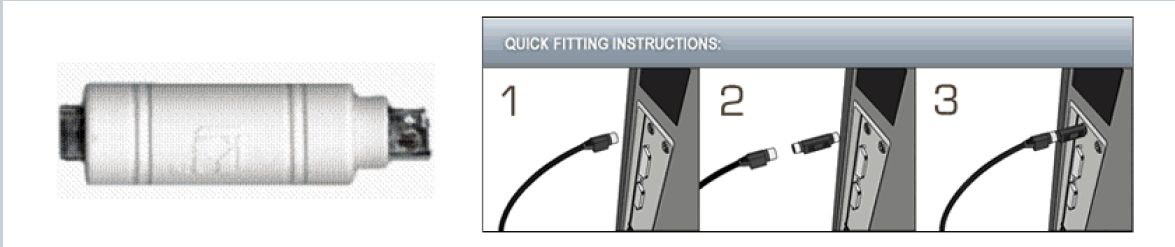 QUICK FITTING INSTRUCTIONS:
1 2 3